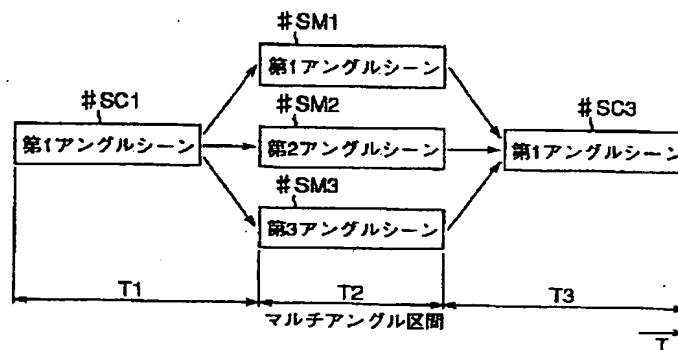 #SM1
第1アングルシーン
#SC1
第1アングルシーン
#SM2
第2アングルシーン
#SC3
第1アングルシーン
#SM3
第3アングルシーン
T1
T2
T3
マルチアングル区間
T